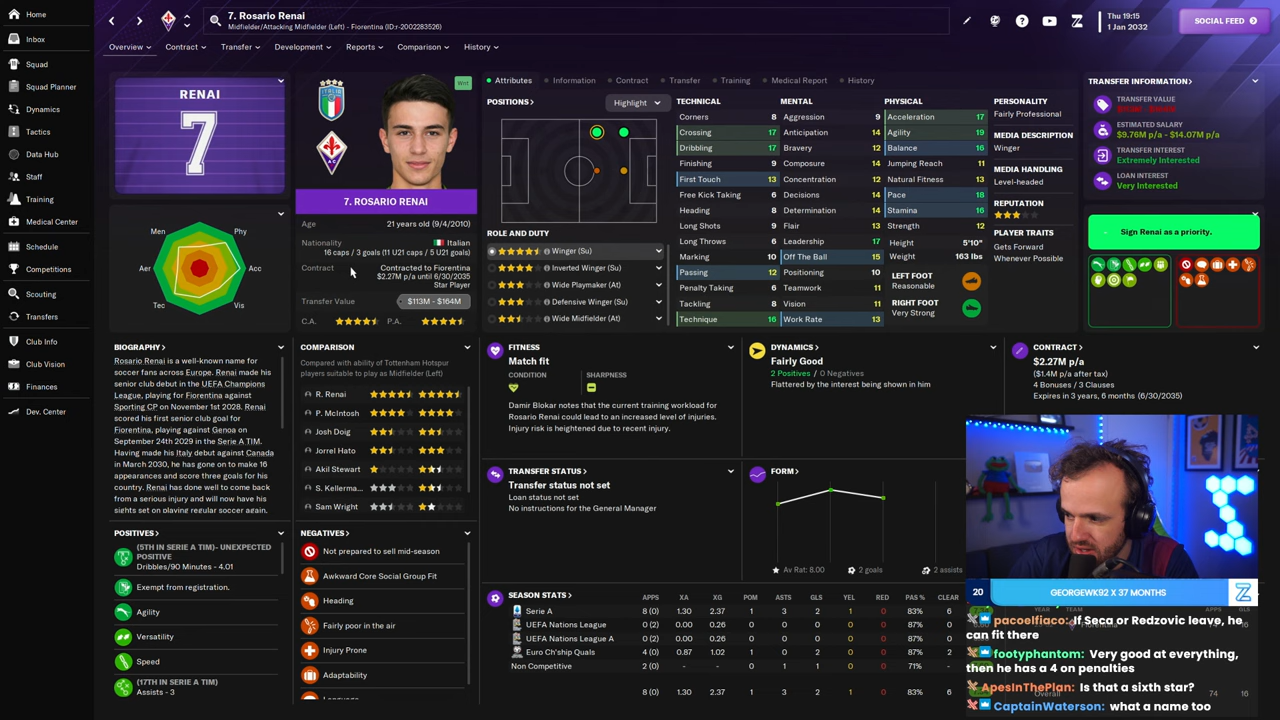 Home
Inbox
Squad
Squad Planner
Dynamics
Tactics
Data Hub
Staff
Training
Medical Center
Schedule
Competitions
Scouting
Transfers
Club Info
Club Vision
Finances
Dev. Center
7. Rosario Renai
Midfielder/Attacking Midfielder (Left) - Fiorentina (ID:r-2002283526)
Thu 19:15
1 Jan 2032
SOCIAL FEED
Overview
Contract
Transfer
Development
Reports
Comparison
History
RENAI
7
Men
Phy
Aer
Acc
Tec
Vis
Wnt
7. ROSARIO RENAI
Age
21 years old (9/4/2010)
Nationality
Italian
16 caps / 3 goals (11 U21 caps / 5 U21 goals)
Contract
Contracted to Fiorentina
$2.27M p/a until 6/30/2035
Star Player
Transfer Value
$113M - $164M
C.A.
P.A.
Attributes
Information
Contract
Transfer
Training
Medical Report
History
POSITIONS
Highlight
ROLE AND DUTY
Winger (Su)
Inverted Winger (Su)
Wide Playmaker (At)
Defensive Winger (Su)
Wide Midfielder (At)
TECHNICAL
Corners 8
Crossing 17
Dribbling 17
Finishing 9
First Touch 13
Free Kick Taking 6
Heading 8
Long Shots 9
Long Throws 6
Marking 10
Passing 12
Penalty Taking 6
Tackling 8
Technique 16
MENTAL
Aggression 9
Anticipation 14
Bravery 12
Composure 14
Concentration 12
Decisions 14
Determination 14
Flair 13
Leadership 17
Off The Ball 15
Positioning 10
Teamwork 11
Vision 11
Work Rate 13
PHYSICAL
Acceleration 17
Agility 19
Balance 16
Jumping Reach 11
Natural Fitness 13
Pace 18
Stamina 16
Strength 12
Height 5'10"
Weight 163 lbs
LEFT FOOT
Reasonable
RIGHT FOOT
Very Strong
PERSONALITY
Fairly Professional
MEDIA DESCRIPTION
Winger
MEDIA HANDLING
Level-headed
REPUTATION
PLAYER TRAITS
Gets Forward
Whenever Possible
TRANSFER INFORMATION
TRANSFER VALUE
ESTIMATED SALARY
$9.76M p/a - $14.07M p/a
TRANSFER INTEREST
Extremely Interested
LOAN INTEREST
Very Interested
Sign Renai as a priority.
BIOGRAPHY
Rosario Renai is a well-known name for
soccer fans across Europe. Renai made his
senior club debut in the UEFA Champions
League, playing for Fiorentina against
Sporting CP on November 1st 2028. Renai
scored his first senior club goal for
Fiorentina, playing against Genoa on
September 24th 2029 in the Serie A TIM.
Having made his Italy debut against Canada
in March 2030, he has gone on to make 16
appearances and score three goals for his
country. Renai has done well to come back
from a serious injury and will now have his
sights set on playing regular soccer again.
COMPARISON
Compared with ability of Tottenham Hotspur
players suitable to play as Midfielder (Left)
R. Renai
P. McIntosh
Josh Doig
Jorrel Hato
Akil Stewart
S. Kellerma...
Sam Wright
POSITIVES
(5TH IN SERIE A TIM)- UNEXPECTED
POSITIVE
Dribbles/90 Minutes - 4.01
Exempt from registration.
Agility
Versatility
Speed
(17TH IN SERIE A TIM)
Assists - 3
NEGATIVES
Not prepared to sell mid-season
Awkward Core Social Group Fit
Heading
Fairly poor in the air
Injury Prone
Adaptability
FITNESS
Match fit
CONDITION
SHARPNESS
Damir Blokar notes that the current training workload for
Rosario Renai could lead to an increased level of injuries.
Injury risk is heightened due to recent injury.
DYNAMICS
Fairly Good
2 Positives / 0 Negatives
Flattered by the interest being shown in him
CONTRACT
$2.27M p/a
($1.4M p/a after tax)
4 Bonuses / 3 Clauses
Expires in 3 years, 6 months (6/30/2035)
TRANSFER STATUS
Transfer status not set
Loan status not set
No instructions for the General Manager
FORM
Av Rat: 8.00
2 goals
2 assists
SEASON STATS
APPS XA XG POM ASTS GLS YEL RED PAS % CLEAR
Serie A 8 (0) 1.30 2.37 1 3 2 1 0 83% 6
UEFA Nations League 0 (2) 0.00 0.26 0 0 0 0 0 87% 0
UEFA Nations League A 0 (2) 0.00 0.26 0 0 0 0 0 87% 0
Euro Ch'ship Quals 4 (0) 0.87 1.02 1 0 2 0 0 87% 2
Non Competitive 2 (0) - - 0 1 1 0 0 71% -
8 (0) 1.30 2.37 1 3 2 1 0 83% 6
20
GEORGEWK92 X 37 MONTHS
pacoelfiaco: If Seca or Redzovic leave, he
can fit there
footyphantom: Very good at everything,
then he has a 4 on penalties
ApesInThePlan: Is that a sixth star?
CaptainWaterson: what a name too
Overall 74 16